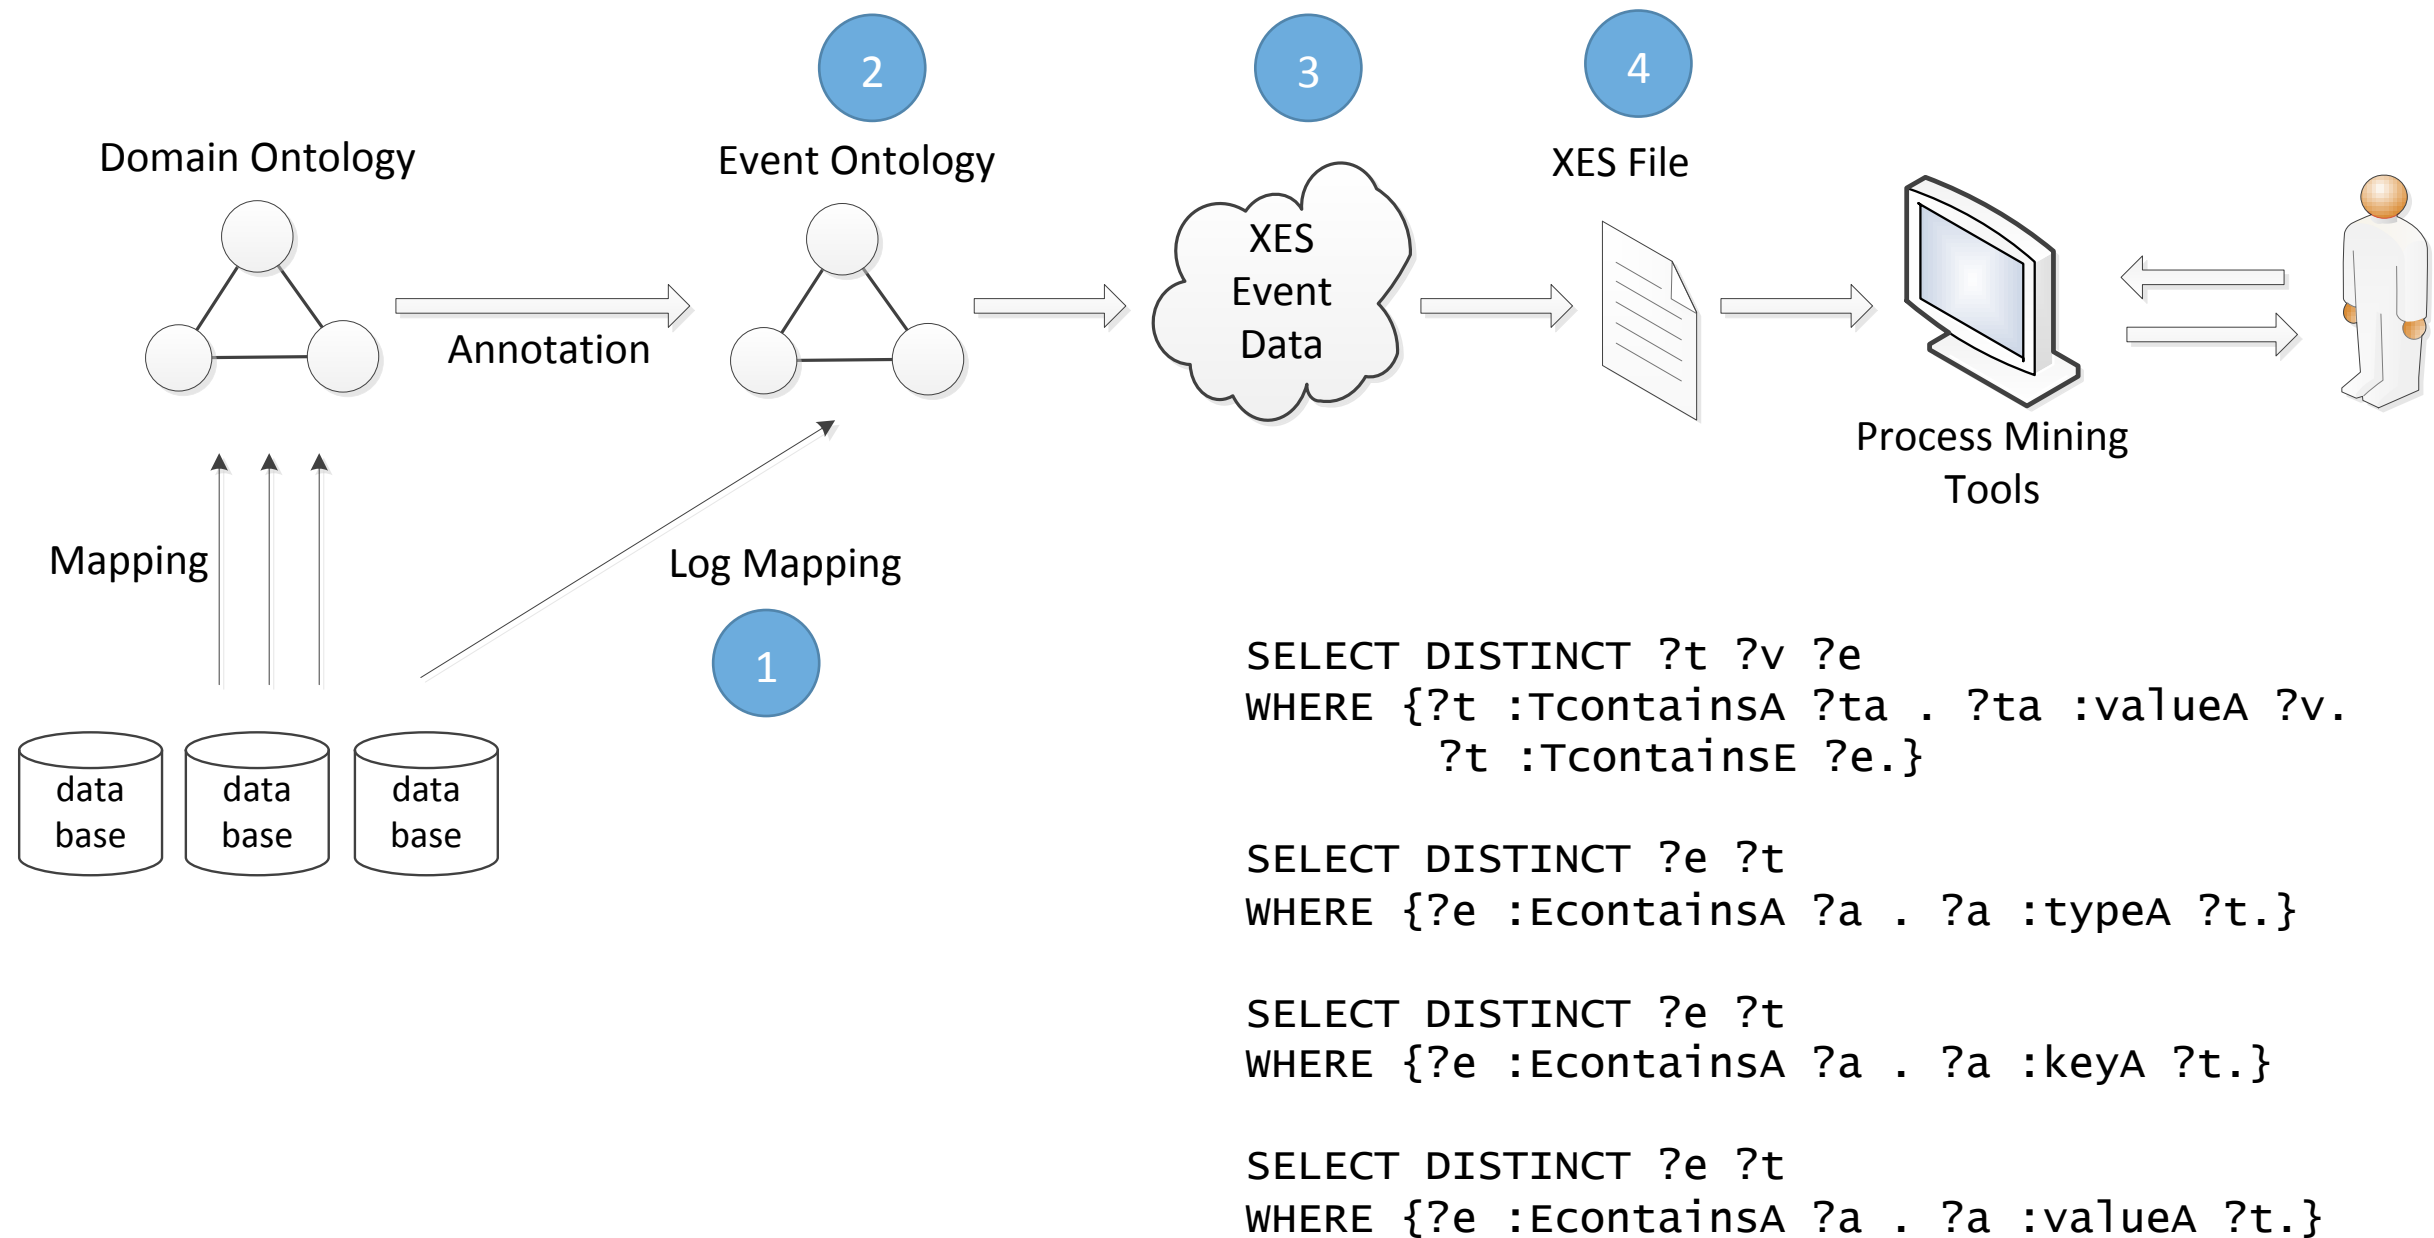 2
3
4
Domain Ontology
Event Ontology
XES File
XES
Event
Data
Annotation
Process Mining
Tools
Mapping
Log Mapping
1
data
base
data
base
data
base
SELECT DISTINCT ?t ?v ?e
WHERE {?t :TcontainsA ?ta . ?ta :valueA ?v.
?t :TcontainsE ?e.}
SELECT DISTINCT ?e ?t
WHERE {?e :EcontainsA ?a . ?a :typeA ?t.}
SELECT DISTINCT ?e ?t
WHERE {?e :EcontainsA ?a . ?a :keyA ?t.}
SELECT DISTINCT ?e ?t
WHERE {?e :EcontainsA ?a . ?a :valueA ?t.}